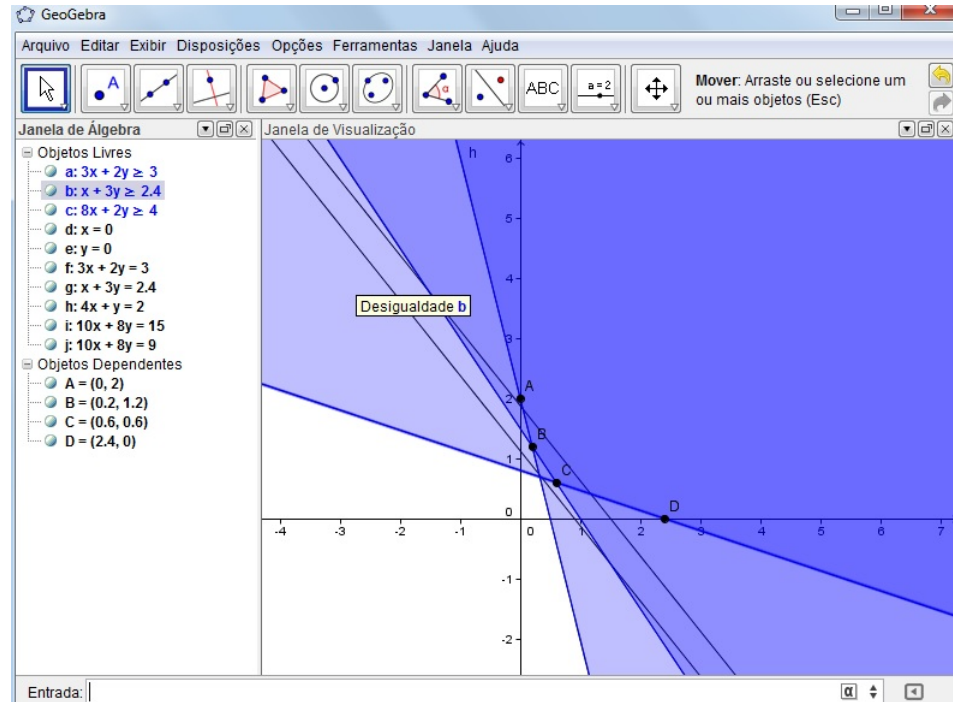 GeoGebra
Arquivo Editar Exibir Disposições Opções Ferramentas Janela Ajuda
A
α
ABC
a=2
Mover: Arraste ou selecione um
ou mais objetos (Esc)
Janela de Álgebra
Janela de Visualização
Objetos Livres
a: 3x + 2y ≥ 3
b: x + 3y ≥ 2.4
c: 8x + 2y ≥ 4
d: x = 0
e: y = 0
f: 3x + 2y = 3
g: x + 3y = 2.4
h: 4x + y = 2
i: 10x + 8y = 15
j: 10x + 8y = 9
Objetos Dependentes
A = (0, 2)
B = (0.2, 1.2)
C = (0.6, 0.6)
D = (2.4, 0)
h
6
5
4
Desigualdade b
3
A
2
B
1
C
D
0
-4 -3 -2 -1 0 1 2 3 4 5 6 7
-1
-2
Entrada:
α